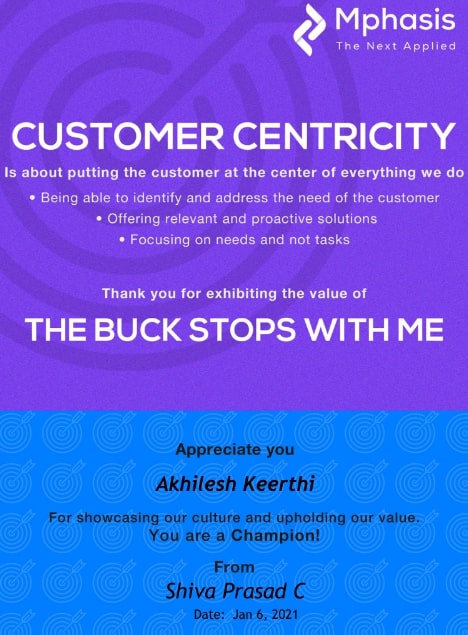 Mphasis
The Next Applied
CUSTOMER CENTRICITY
Is about putting the customer at the center of everything we do
• Being able to identify and address the need of the customer
• Offering relevant and proactive solutions
• Focusing on needs and not tasks
Thank you for exhibiting the value of
THE BUCK STOPS WITH ME
Appreciate you
Akhilesh Keerthi
For showcasing our culture and upholding our value.
You are a Champion!
From
Shiva Prasad C
Date: Jan 6, 2021